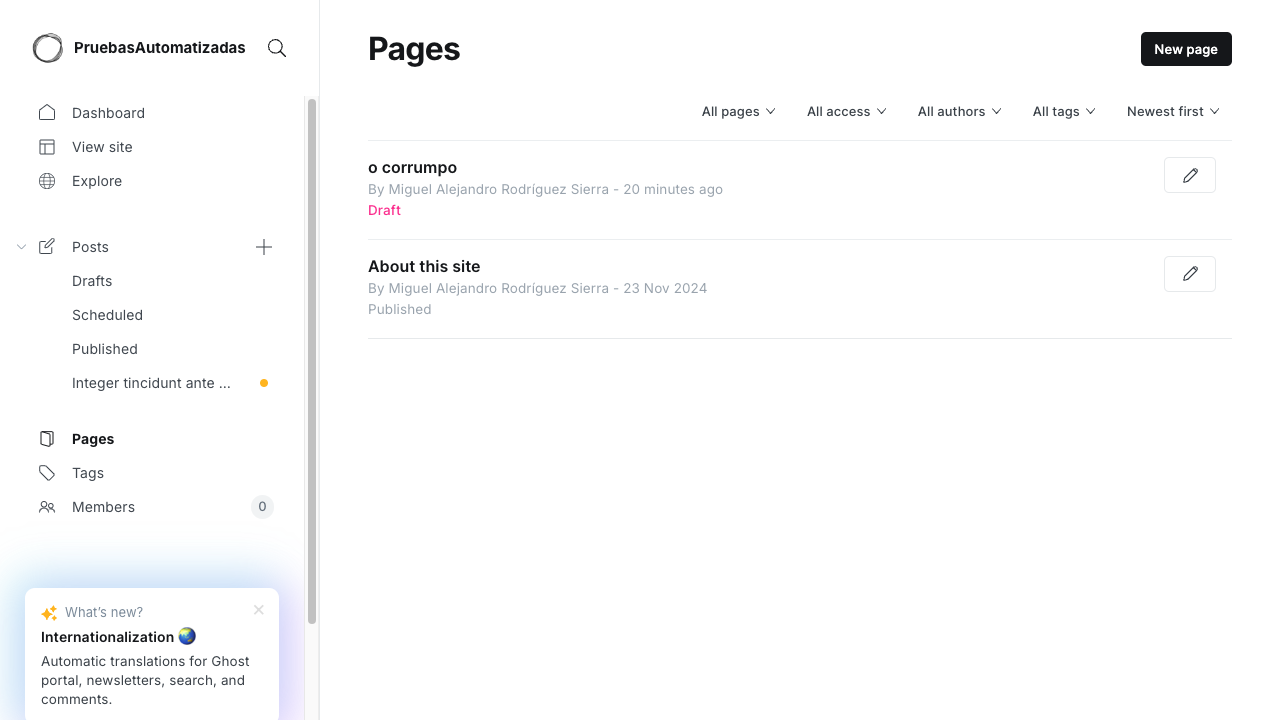 PruebasAutomatizadas
Dashboard
View site
Explore
Posts
Drafts
Scheduled
Published
Integer tincidunt ante ...
Pages
Tags
Members 0
What's new?
Internationalization 🌏
Automatic translations for Ghost
portal, newsletters, search, and
comments.
Pages
New page
All pages All access All authors All tags Newest first
o corrumpo
By Miguel Alejandro Rodríguez Sierra - 20 minutes ago
Draft
About this site
By Miguel Alejandro Rodríguez Sierra - 23 Nov 2024
Published